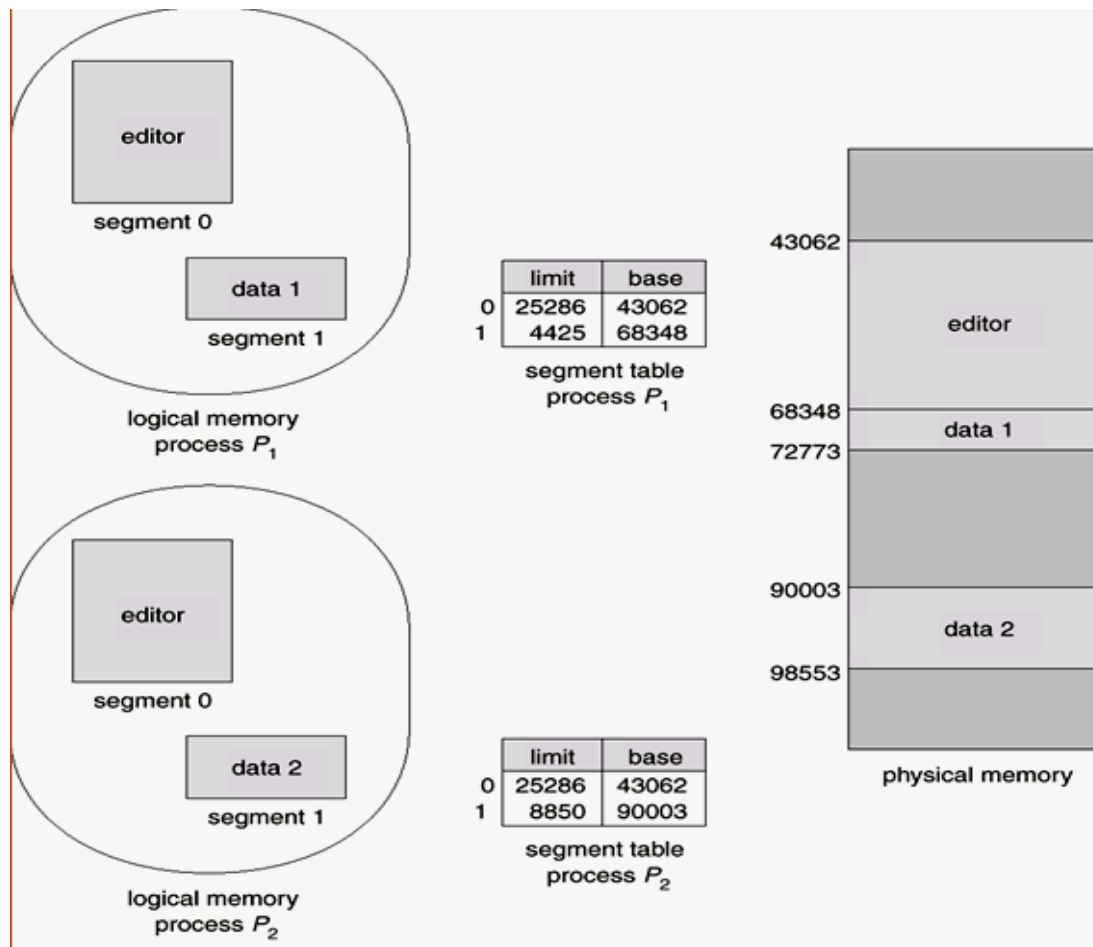 editor
segment 0
data 1
segment 1
logical memory
process P1
limit base
0 25286 43062
1 4425 68348
segment table
process P1
editor
segment 0
data 2
segment 1
logical memory
process P2
limit base
0 25286 43062
1 8850 90003
segment table
process P2
43062
editor
68348
data 1
72773
90003
data 2
98553
physical memory